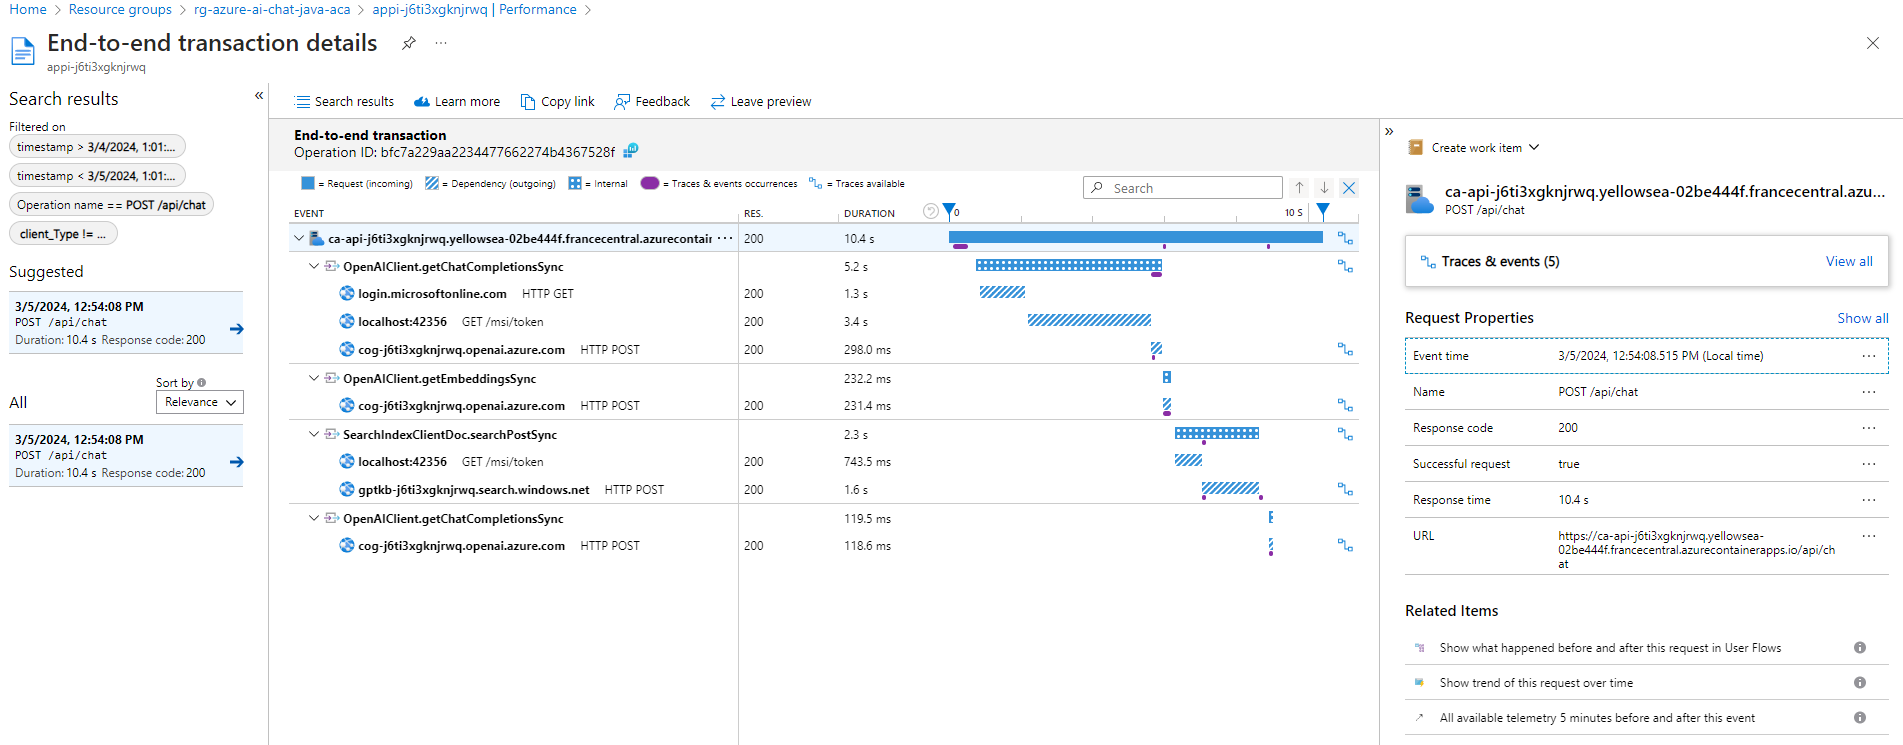 Home > Resource groups > rg-azure-ai-chat-java-aca > appi-j6ti3xgknjrwq | Performance >
End-to-end transaction details
appi-j6ti3xgknjrwq
Search results
Filtered on
timestamp > 3/4/2024, 1:01:...
timestamp < 3/5/2024, 1:01:...
Operation name == POST /api/chat
client_Type != ...
Suggested
3/5/2024, 12:54:08 PM
POST /api/chat
Duration: 10.4 s Response code: 200
Sort by
All
Relevance
3/5/2024, 12:54:08 PM
POST /api/chat
Duration: 10.4 s Response code: 200
Search results Learn more Copy link Feedback Leave preview
End-to-end transaction
Operation ID: bfc7a229aa2234477662274b4367528f
= Request (incoming) = Dependency (outgoing) = Internal = Traces & events occurrences = Traces available
Search
EVENT RES. DURATION 0 10 S
ca-api-j6ti3xgknjrwq.yellowsea-02be444f.francecentral.azurecontair ... 200 10.4 s
OpenAIClient.getChatCompletionsSync 5.2 s
login.microsoftonline.com HTTP GET 200 1.3 s
localhost:42356 GET /msi/token 200 3.4 s
cog-j6ti3xgknjrwq.openai.azure.com HTTP POST 200 298.0 ms
OpenAIClient.getEmbeddingsSync 232.2 ms
cog-j6ti3xgknjrwq.openai.azure.com HTTP POST 200 231.4 ms
SearchIndexClientDoc.searchPostSync 2.3 s
localhost:42356 GET /msi/token 200 743.5 ms
gptkb-j6ti3xgknjrwq.search.windows.net HTTP POST 200 1.6 s
OpenAIClient.getChatCompletionsSync 119.5 ms
cog-j6ti3xgknjrwq.openai.azure.com HTTP POST 200 118.6 ms
Create work item
ca-api-j6ti3xgknjrwq.yellowsea-02be444f.francecentral.azu...
POST /api/chat
Traces & events (5) View all
Request Properties Show all
Event time 3/5/2024, 12:54:08.515 PM (Local time) ...
Name POST /api/chat ...
Response code 200 ...
Successful request true ...
Response time 10.4 s ...
URL https://ca-api-j6ti3xgknjrwq.yellowsea- ...
02be444f.francecentral.azurecontainerapps.io/api/ch
at
Related Items
Show what happened before and after this request in User Flows
Show trend of this request over time
All available telemetry 5 minutes before and after this event